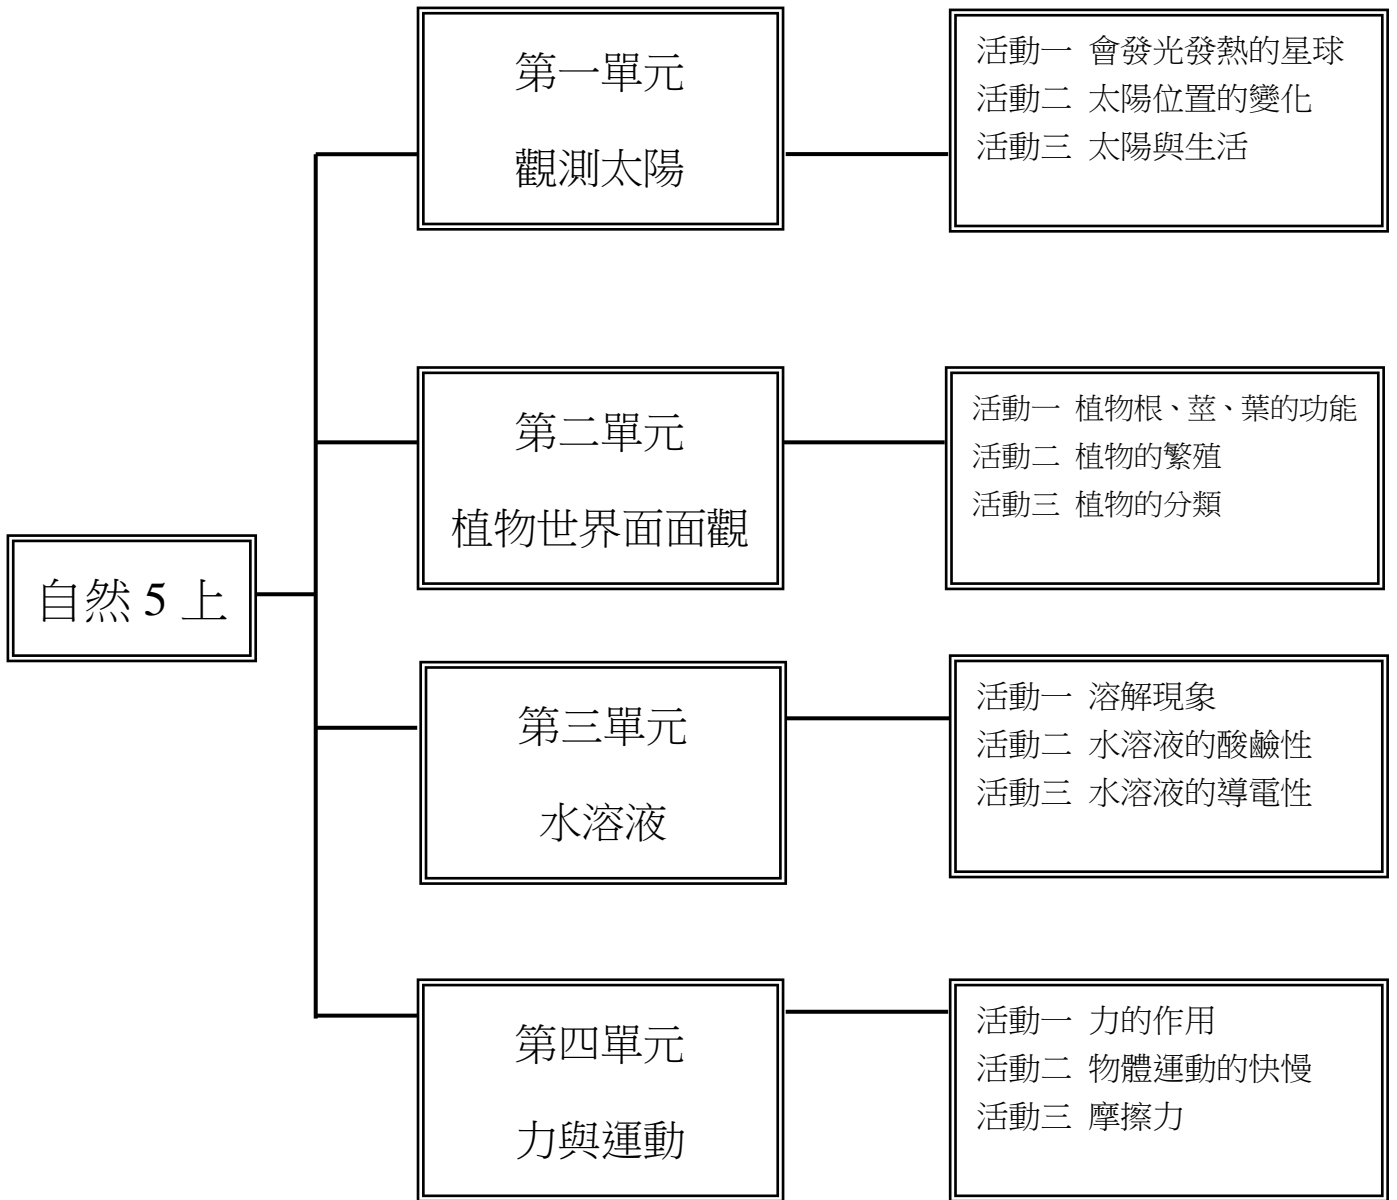 自然 5 上
第一單元
觀測太陽
活動一 會發光發熱的星球
活動二 太陽位置的變化
活動三 太陽與生活
第二單元
植物世界面面觀
活動一 植物根、莖、葉的功能
活動二 植物的繁殖
活動三 植物的分類
第三單元
水溶液
活動一 溶解現象
活動二 水溶液的酸鹼性
活動三 水溶液的導電性
第四單元
力與運動
活動一 力的作用
活動二 物體運動的快慢
活動三 摩擦力